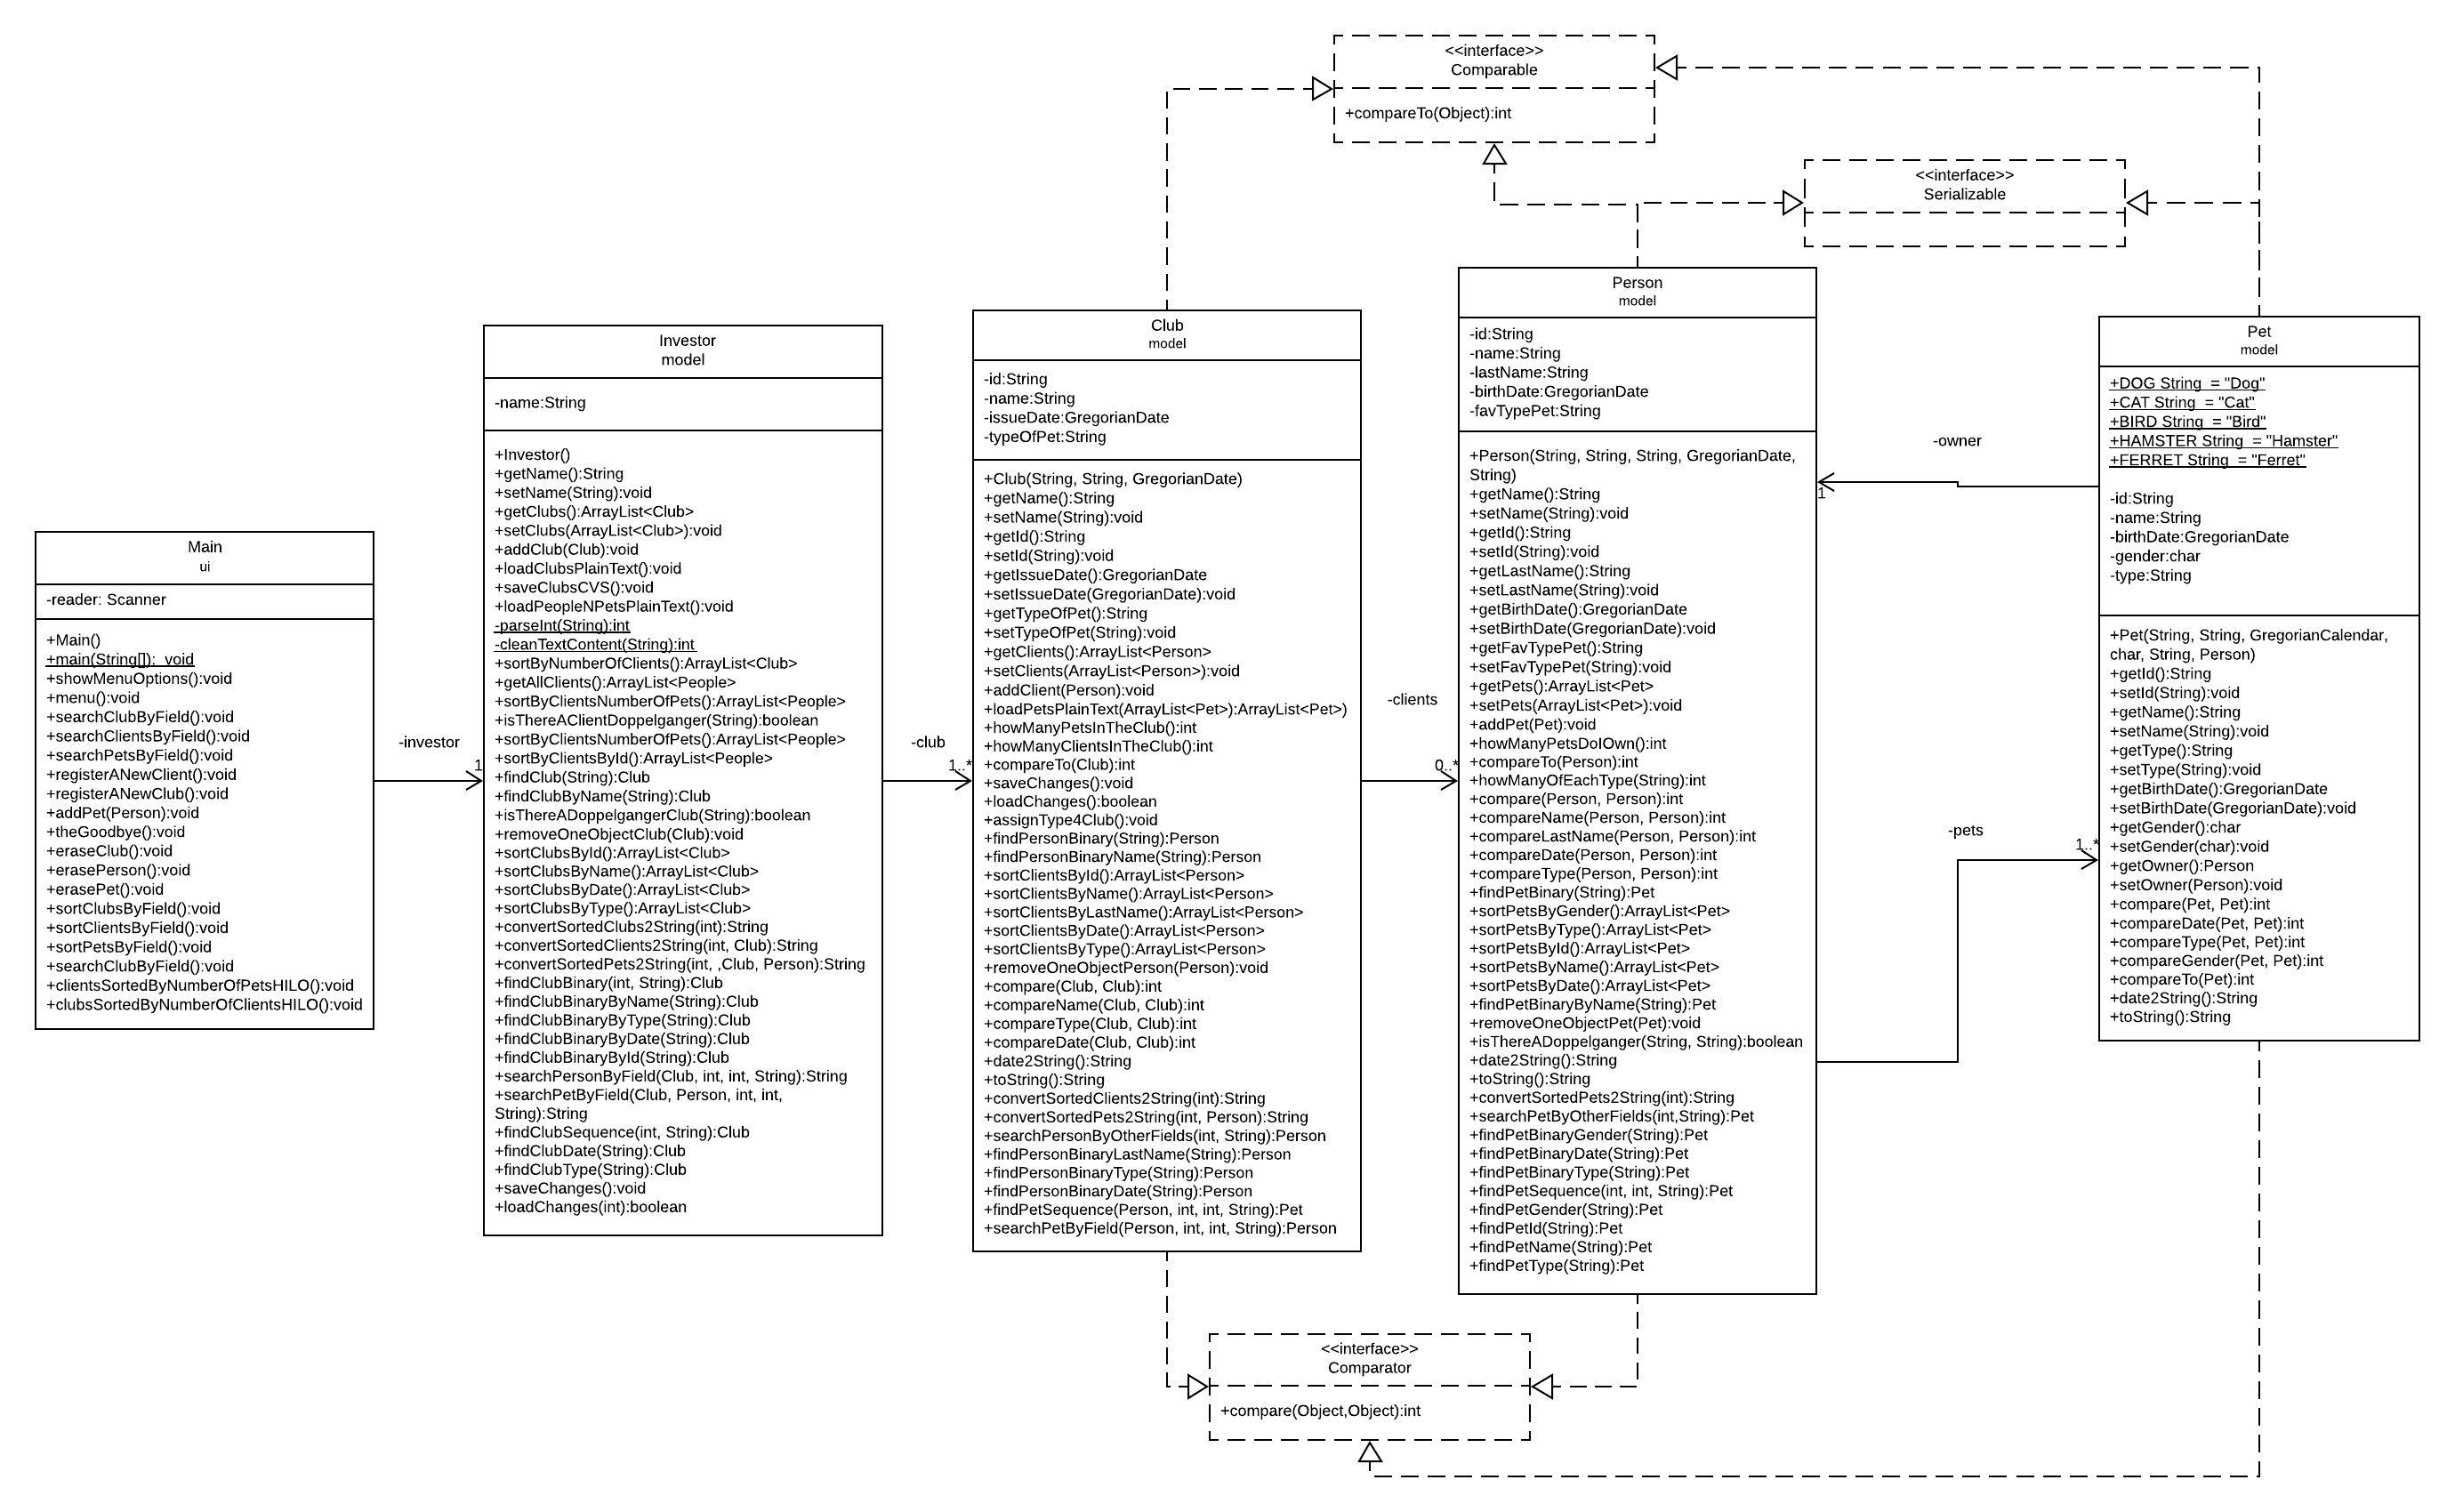 <<interface>>
Comparable
+compareTo(Object):int
<<interface>>
Serializable
Main
ui
-reader: Scanner
+Main()
+main(String[]):  void
+showMenuOptions():void
+menu():void
+searchClubByField():void
+searchClientsByField():void
+searchPetsByField():void
+registerANewClient():void
+registerANewClub():void
+addPet(Person):void
+theGoodbye():void
+eraseClub():void
+erasePerson():void
+erasePet():void
+sortClubsByField():void
+sortClientsByField():void
+sortPetsByField():void
+searchClubByField():void
+clientsSortedByNumberOfPetsHILO():void
+clubsSortedByNumberOfClientsHILO():void
-investor
1
Investor
model
-name:String
+Investor()
+getName():String
+setName(String):void
+getClubs():ArrayList<Club>
+setClubs(ArrayList<Club>):void
+addClub(Club):void
+loadClubsPlainText():void
+saveClubsCVS():void
+loadPeopleNPetsPlainText():void
-parseInt(String):int
-cleanTextContent(String):int
+sortByNumberOfClients():ArrayList<Club>
+getAllClients():ArrayList<People>
+sortByClientsNumberOfPets():ArrayList<People>
+isThereAClientDoppelganger(String):boolean
+sortByClientsNumberOfPets():ArrayList<People>
+sortByClientsById():ArrayList<People>
+findClub(String):Club
+findClubByName(String):Club
+isThereADoppelgangerClub(String):boolean
+removeOneObjectClub(Club):void
+sortClubsById():ArrayList<Club>
+sortClubsByName():ArrayList<Club>
+sortClubsByDate():ArrayList<Club>
+sortClubsByType():ArrayList<Club>
+convertSortedClubs2String(int):String
+convertSortedClients2String(int, Club):String
+convertSortedPets2String(int, ,Club, Person):String
+findClubBinary(int, String):Club
+findClubBinaryByName(String):Club
+findClubBinaryByType(String):Club
+findClubBinaryByDate(String):Club
+findClubBinaryById(String):Club
+searchPersonByField(Club, int, int, String):String
+searchPetByField(Club, Person, int, int,
String):String
+findClubSequence(int, String):Club
+findClubDate(String):Club
+findClubType(String):Club
+saveChanges():void
+loadChanges(int):boolean
-club
1..*
Club
model
-id:String
-name:String
-issueDate:GregorianDate
-typeOfPet:String
+Club(String, String, GregorianDate)
+getName():String
+setName(String):void
+getId():String
+setId(String):void
+getIssueDate():GregorianDate
+setIssueDate(GregorianDate):void
+getTypeOfPet():String
+setTypeOfPet(String):void
+getClients():ArrayList<Person>
+setClients(ArrayList<Person>):void
+addClient(Person):void
+loadPetsPlainText(ArrayList<Pet>):ArrayList<Pet>)
+howManyPetsInTheClub():int
+howManyClientsInTheClub():int
+compareTo(Club):int
+saveChanges():void
+loadChanges():boolean
+assignType4Club():void
+findPersonBinary(String):Person
+findPersonBinaryName(String):Person
+sortClientsById():ArrayList<Person>
+sortClientsByName():ArrayList<Person>
+sortClientsByLastName():ArrayList<Person>
+sortClientsByDate():ArrayList<Person>
+sortClientsByType():ArrayList<Person>
+removeOneObjectPerson(Person):void
+compare(Club, Club):int
+compareName(Club, Club):int
+compareType(Club, Club):int
+compareDate(Club, Club):int
+date2String():String
+toString():String
+convertSortedClients2String(int):String
+convertSortedPets2String(int, Person):String
+searchPersonByOtherFields(int, String):Person
+findPersonBinaryLastName(String):Person
+findPersonBinaryType(String):Person
+findPersonBinaryDate(String):Person
+findPetSequence(Person, int, int, String):Pet
+searchPetByField(Person, int, int, String):Person
-clients
0..*
Person
model
-id:String
-name:String
-lastName:String
-birthDate:GregorianDate
-favTypePet:String
+Person(String, String, String, GregorianDate,
String)
+getName():String
+setName(String):void
+getId():String
+setId(String):void
+getLastName():String
+setLastName(String):void
+getBirthDate():GregorianDate
+setBirthDate(GregorianDate):void
+getFavTypePet():String
+setFavTypePet(String):void
+getPets():ArrayList<Pet>
+setPets(ArrayList<Pet>):void
+addPet(Pet):void
+howManyPetsDoIOwn():int
+compareTo(Person):int
+howManyOfEachType(String):int
+compare(Person, Person):int
+compareName(Person, Person):int
+compareLastName(Person, Person):int
+compareDate(Person, Person):int
+compareType(Person, Person):int
+findPetBinary(String):Pet
+sortPetsByGender():ArrayList<Pet>
+sortPetsByType():ArrayList<Pet>
+sortPetsById():ArrayList<Pet>
+sortPetsByName():ArrayList<Pet>
+sortPetsByDate():ArrayList<Pet>
+findPetBinaryByName(String):Pet
+removeOneObjectPet(Pet):void
+isThereADoppelganger(String, String):boolean
+date2String():String
+toString():String
+convertSortedPets2String(int):String
+searchPetByOtherFields(int,String):Pet
+findPetBinaryGender(String):Pet
+findPetBinaryDate(String):Pet
+findPetBinaryType(String):Pet
+findPetSequence(int, int, String):Pet
+findPetGender(String):Pet
+findPetId(String):Pet
+findPetName(String):Pet
+findPetType(String):Pet
-owner
1
-pets
1..*
Pet
model
+DOG String  = "Dog"
+CAT String  = "Cat"
+BIRD String  = "Bird"
+HAMSTER String  = "Hamster"
+FERRET String  = "Ferret"
-id:String
-name:String
-birthDate:GregorianDate
-gender:char
-type:String
+Pet(String, String, GregorianCalendar,
char, String, Person)
+getId():String
+setId(String):void
+getName():String
+setName(String):void
+getType():String
+setType(String):void
+getBirthDate():GregorianDate
+setBirthDate(GregorianDate):void
+getGender():char
+setGender(char):void
+getOwner():Person
+setOwner(Person):void
+compare(Pet, Pet):int
+compareDate(Pet, Pet):int
+compareType(Pet, Pet):int
+compareGender(Pet, Pet):int
+compareTo(Pet):int
+date2String():String
+toString():String
<<interface>>
Comparator
+compare(Object,Object):int